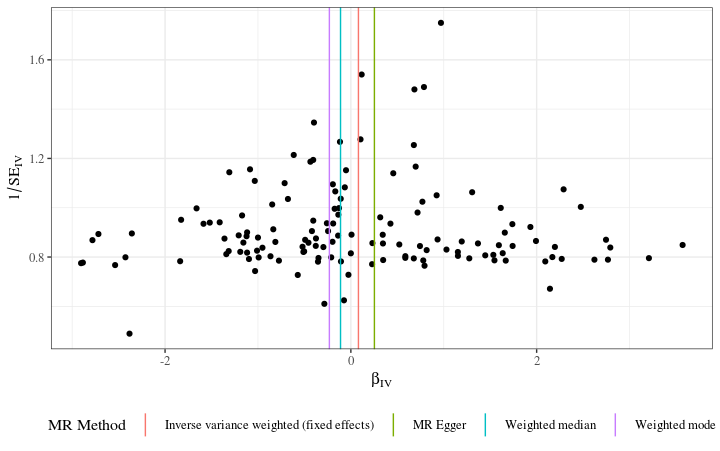 1.6
1.2
0.8
1/SE_IV
-2 0 2
β_IV
MR Method Inverse variance weighted (fixed effects) MR Egger Weighted median Weighted mode